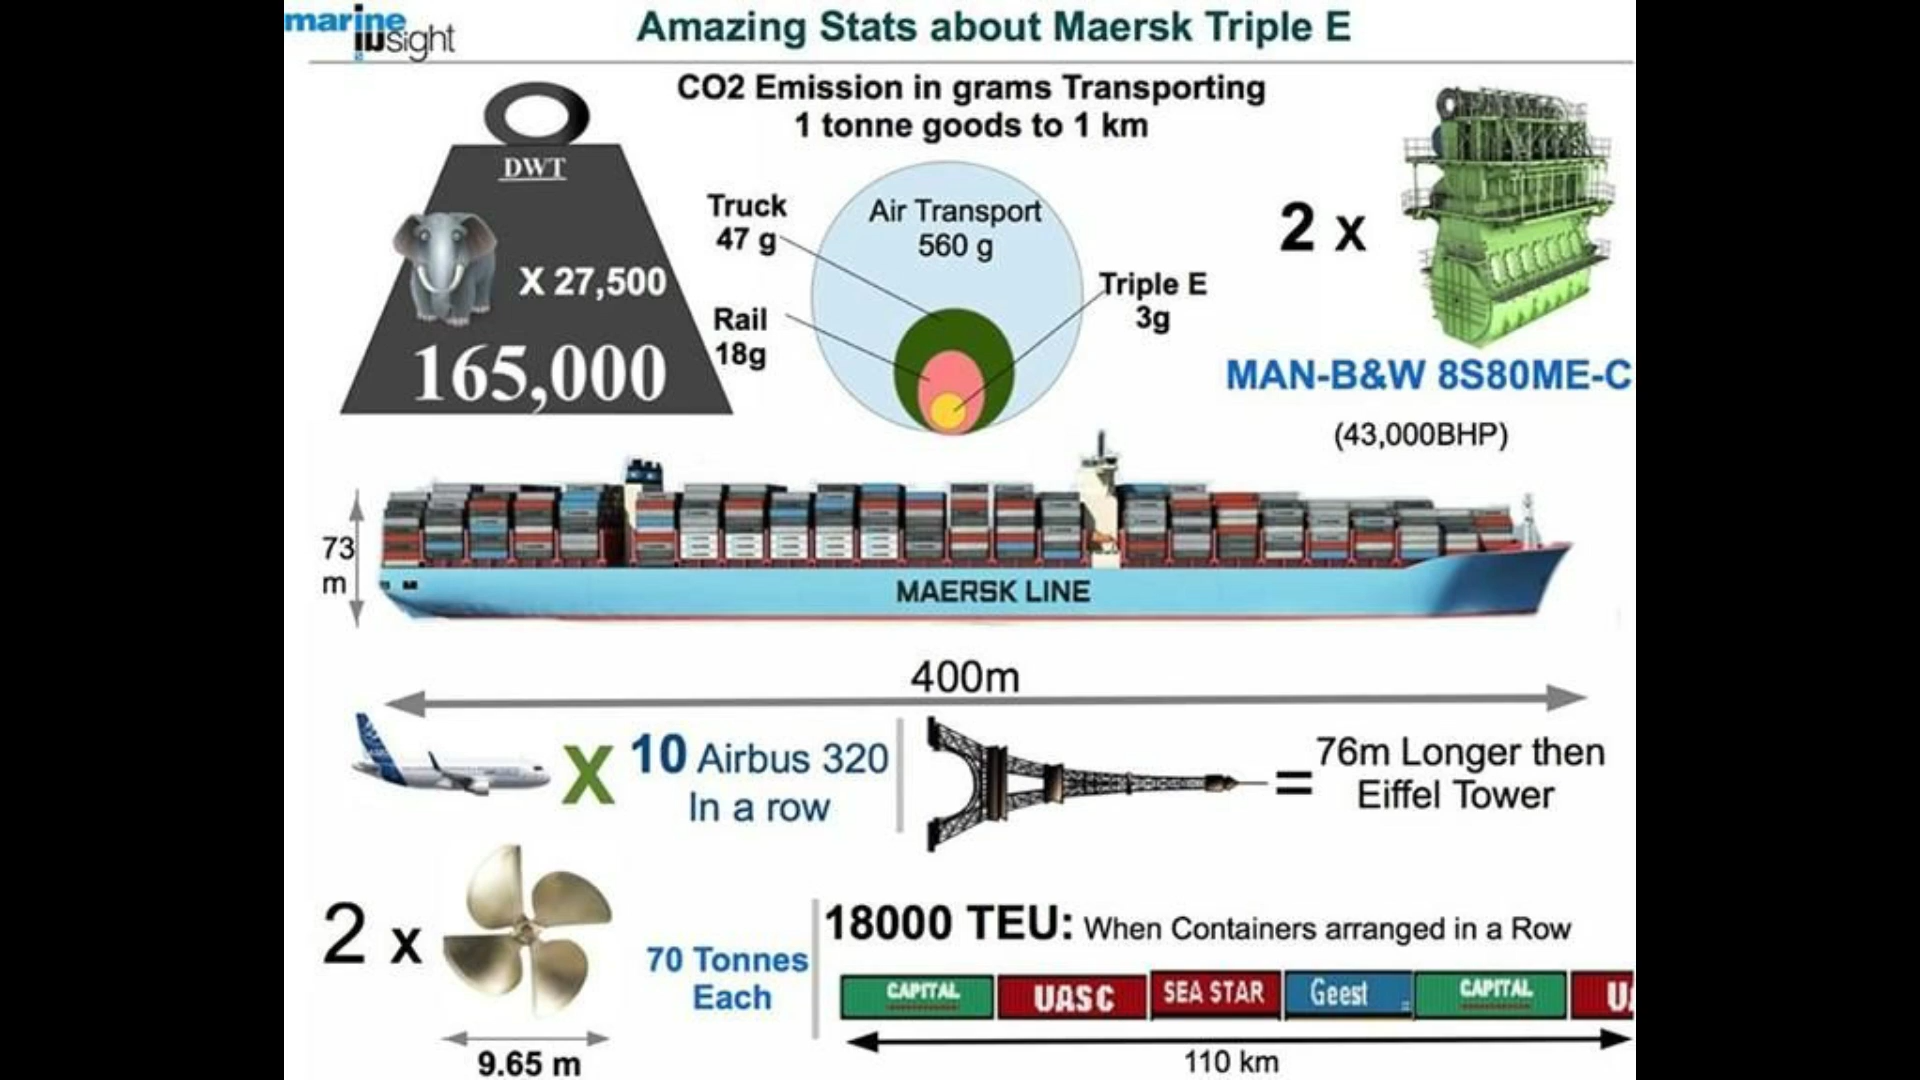 marine
insight
Amazing Stats about Maersk Triple E
CO2 Emission in grams Transporting
1 tonne goods to 1 km
DWT
X 27,500
165,000
Truck
47 g
Air Transport
560 g
Rail
18g
Triple E
3g
2 x
MAN-B&W 8S80ME-C
(43,000BHP)
73
m
MAERSK LINE
400m
X 10 Airbus 320
In a row
=
76m Longer then
Eiffel Tower
2 x
70 Tonnes
Each
9.65 m
18000 TEU: When Containers arranged in a Row
CAPITAL UASC SEA STAR Geest CAPITAL UA
110 km